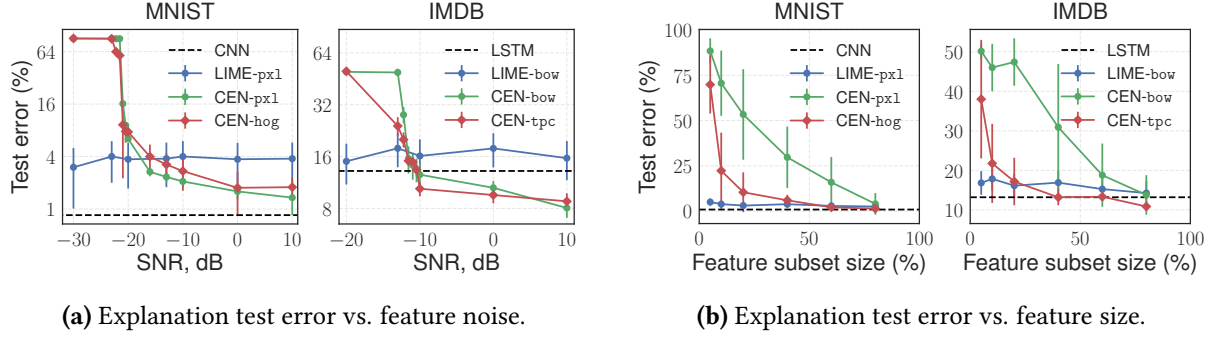 MNIST
Test error (%)
64
16
4
1
−30
−20
−10
0
10
SNR, dB
CNN
LIME-pxl
CEN-pxl
CEN-hog
IMDB
64
32
16
8
−20
−10
0
10
SNR, dB
LSTM
LIME-bow
CEN-bow
CEN-tpc
(a) Explanation test error vs. feature noise.
MNIST
Test error (%)
100
75
50
25
0
0
50
100
Feature subset size (%)
CNN
LIME-pxl
CEN-pxl
CEN-hog
IMDB
50
40
30
20
10
0
50
100
Feature subset size (%)
LSTM
LIME-bow
CEN-bow
CEN-tpc
(b) Explanation test error vs. feature size.